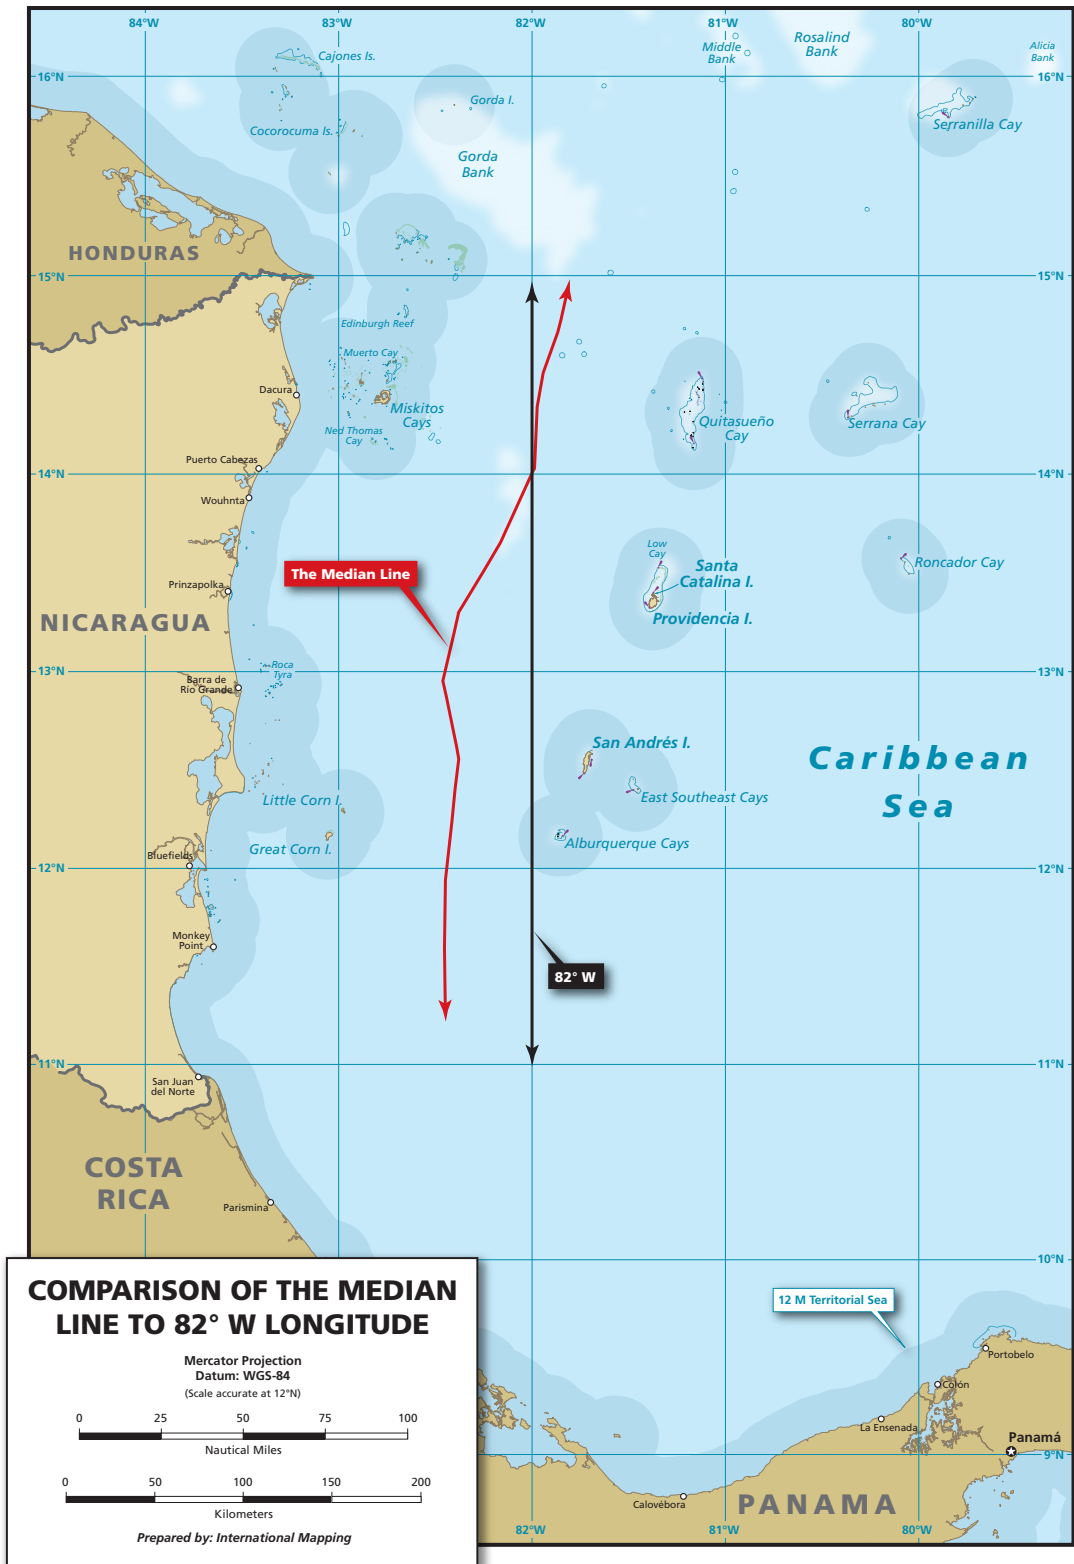 84°W
83°W
82°W
81°W
80°W
Cajones Is.
Middle
Bank
Rosalind
Bank
Alicia
Bank
16°N
16°N
Gorda I.
Cocorocuma Is.
Serranilla Cay
Gorda
Bank
HONDURAS
15°N
15°N
Edinburgh Reef
Muerto Cay
Dacura
Miskitos
Cays
Ned Thomas
Cay
Quitasueño
Cay
Serrana Cay
Puerto Cabezas
14°N
14°N
Wouhnta
Low
Cay
Santa
Catalina I.
Roncador Cay
The Median Line
Prinzapolka
Providencia I.
NICARAGUA
13°N
13°N
Roca
Tyra
Barra de
Río Grande
San Andrés I.
Caribbean
Sea
Little Corn I.
East Southeast Cays
Great Corn I.
Alburquerque Cays
Bluefields
12°N
12°N
Monkey
Point
82° W
11°N
11°N
San Juan
del Norte
COSTA
RICA
Parismina
10°N
COMPARISON OF THE MEDIAN
LINE TO 82° W LONGITUDE
Mercator Projection
Datum: WGS-84
(Scale accurate at 12°N)
0 25 50 75 100
Nautical Miles
0 50 100 150 200
Kilometers
Prepared by: International Mapping
12 M Territorial Sea
Portobelo
Colón
La Ensenada
Panamá
9°N
Calovébora
PANAMA
82°W
81°W
80°W